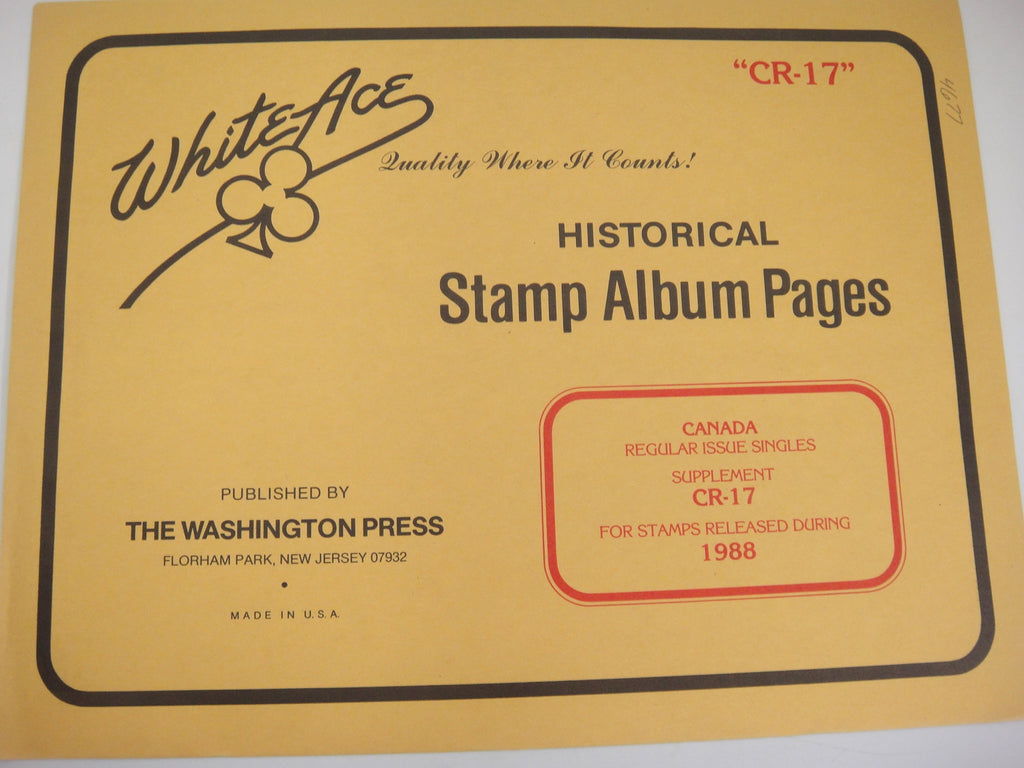 "CR-17"
White Ace
Quality Where It Counts!
HISTORICAL
Stamp Album Pages
CANADA
REGULAR ISSUE SINGLES
SUPPLEMENT
CR-17
FOR STAMPS RELEASED DURING
1988
PUBLISHED BY
THE WASHINGTON PRESS
FLORHAM PARK, NEW JERSEY 07932
•
MADE IN U.S.A.